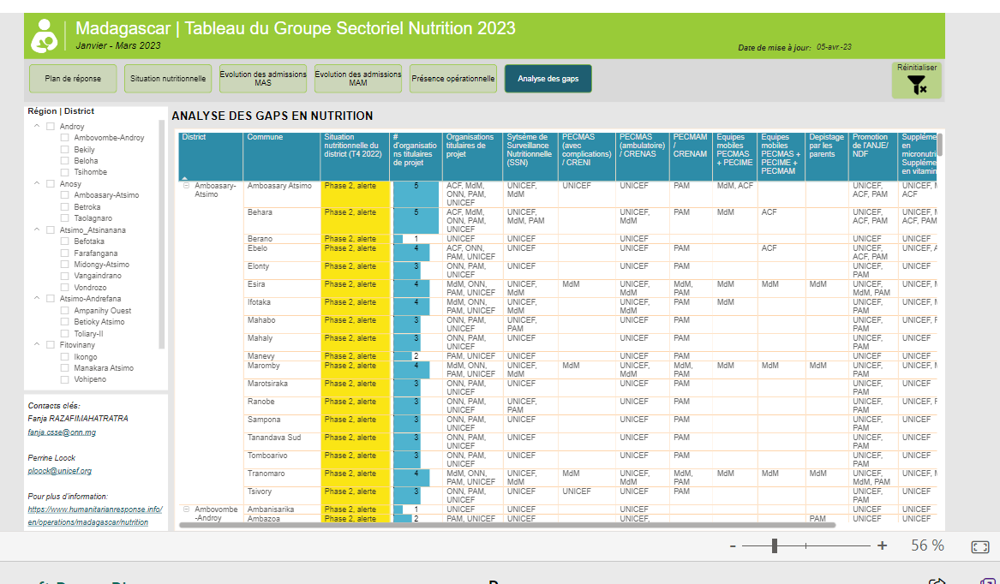 Madagascar | Tableau du Groupe Sectoriel Nutrition 2023
Janvier - Mars 2023
Date de mise à jour: 05-avr.-23
Plan de réponse
Situation nutritionnelle
Evolution des admissions
MAS
Evolution des admissions
MAM
Présence opérationnelle
Analyse des gaps
Réinitialiser
Région | District
Androy
Ambovombe-Androy
Bekily
Beloha
Tsihombe
Anosy
Amboasary-Atsimo
Betroka
Taolagnaro
Atsimo_Atsinanana
Befotaka
Farafangana
Midongy-Atsimo
Vangaindrano
Vondrozo
Atsimo-Andrefana
Ampanihy Ouest
Betioky Atsimo
Toliary-II
Fitovinany
Ikongo
Manakara Atsimo
Vohipeno
Contacts clés:
Fanja RAZAFIMAHATRATRA
fanja.csse@onn.mg
Perrine Loock
ploock@unicef.org
Pour plus d'information:
https://www.humanitarianresponse.info/
en/operations/madagascar/nutrition
ANALYSE DES GAPS EN NUTRITION
District Commune Situation nutritionnelle du district (T4 2022) # d'organisatio ns titulaires de projet Organisations titulaires de projet Sytsème de Surveillance Nutritionnelle (SSN) PECMAS (avec complications) / CRENI PECMAS (ambulatoire) / CRENAS PECMAM / CRENAM Equipes mobiles PECMAS + PECIME Equipes mobiles PECMAS + PECIME + PECMAM Depistage par les parents Promotion de l'ANJE/ NDF Suppléme en micronutri Suppléme en vitamin
Amboasary-Atsimo Amboasary Atsimo Phase 2, alerte 5 ACF, MdM, ONN, PAM, UNICEF UNICEF, MdM UNICEF UNICEF PAM MdM, ACF UNICEF, ACF, PAM UNICEF, M ACF
Behara Phase 2, alerte 5 ACF, MdM, ONN, PAM, UNICEF UNICEF, MdM, PAM UNICEF, MdM PAM MdM ACF UNICEF, ACF, PAM UNICEF, M ACF, PAM
Berano Phase 2, alerte 1 UNICEF UNICEF UNICEF UNICEF UNICEF
Ebelo Phase 2, alerte 4 ACF, ONN, PAM, UNICEF UNICEF UNICEF PAM ACF UNICEF, ACF, PAM UNICEF, A
Elonty Phase 2, alerte 3 ONN, PAM, UNICEF UNICEF UNICEF PAM UNICEF, PAM UNICEF
Esira Phase 2, alerte 4 MdM, ONN, PAM, UNICEF UNICEF, MdM MdM UNICEF, MdM MdM, PAM MdM MdM MdM UNICEF, MdM, PAM UNICEF, M
Ifotaka Phase 2, alerte 4 MdM, ONN, PAM, UNICEF UNICEF, MdM UNICEF, MdM PAM MdM UNICEF, PAM UNICEF, M
Mahabo Phase 2, alerte 3 ONN, PAM, UNICEF UNICEF, PAM UNICEF PAM UNICEF, PAM UNICEF, F
Mahaly Phase 2, alerte 3 ONN, PAM, UNICEF UNICEF UNICEF PAM UNICEF, PAM UNICEF
Manevy Phase 2, alerte 2 PAM, UNICEF UNICEF UNICEF PAM UNICEF UNICEF
Maromby Phase 2, alerte 4 MdM, ONN, PAM, UNICEF UNICEF, MdM MdM UNICEF, MdM MdM, PAM MdM MdM MdM UNICEF, PAM UNICEF, M
Marotsiraka Phase 2, alerte 3 ONN, PAM, UNICEF UNICEF UNICEF PAM UNICEF, PAM UNICEF
Ranobe Phase 2, alerte 3 ONN, PAM, UNICEF UNICEF, PAM UNICEF PAM UNICEF, PAM UNICEF, F
Sampona Phase 2, alerte 3 ONN, PAM, UNICEF UNICEF UNICEF PAM UNICEF, PAM UNICEF
Tanandava Sud Phase 2, alerte 3 ONN, PAM, UNICEF UNICEF UNICEF PAM UNICEF, PAM UNICEF
Tomboarivo Phase 2, alerte 3 ONN, PAM, UNICEF UNICEF UNICEF PAM UNICEF, PAM UNICEF
Tranomaro Phase 2, alerte 4 MdM, ONN, PAM, UNICEF UNICEF, MdM MdM UNICEF, MdM MdM, PAM MdM MdM MdM UNICEF, MdM, PAM UNICEF, M
Tsivory Phase 2, alerte 3 ONN, PAM, UNICEF UNICEF UNICEF UNICEF PAM UNICEF, PAM UNICEF
Ambovombe-Androy Ambanisarika Phase 2, alerte 1 UNICEF UNICEF UNICEF UNICEF UNICEF
Ambazoa Phase 2, alerte 2 PAM, UNICEF UNICEF UNICEF, PAM UNICEF UNICEF
- + 56 %